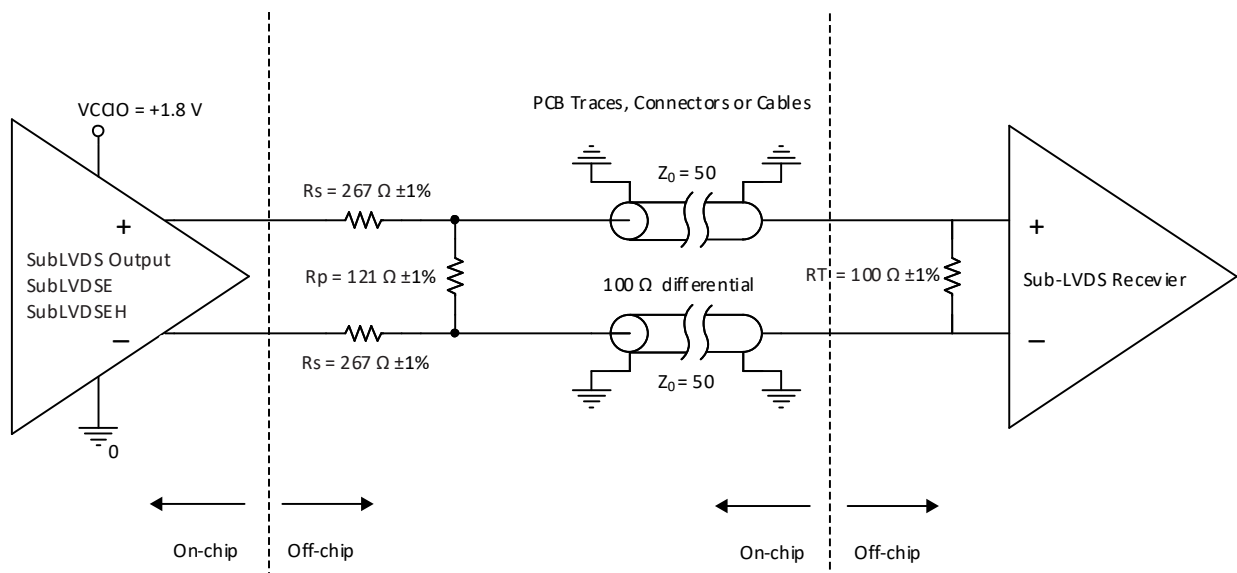 VCCIO = +1.8 V
PCB Traces, Connectors or Cables
Z0 = 50
Rs = 267 Ω ±1%
+
+
SubLVDS Output
SubLVDSE
SubLVDSEH
Rp = 121 Ω ±1%
100 Ω differential
RT = 100 Ω ±1%
Sub-LVDS Recevier
−
−
Rs = 267 Ω ±1%
Z0 = 50
0
On-chip
Off-chip
On-chip
Off-chip